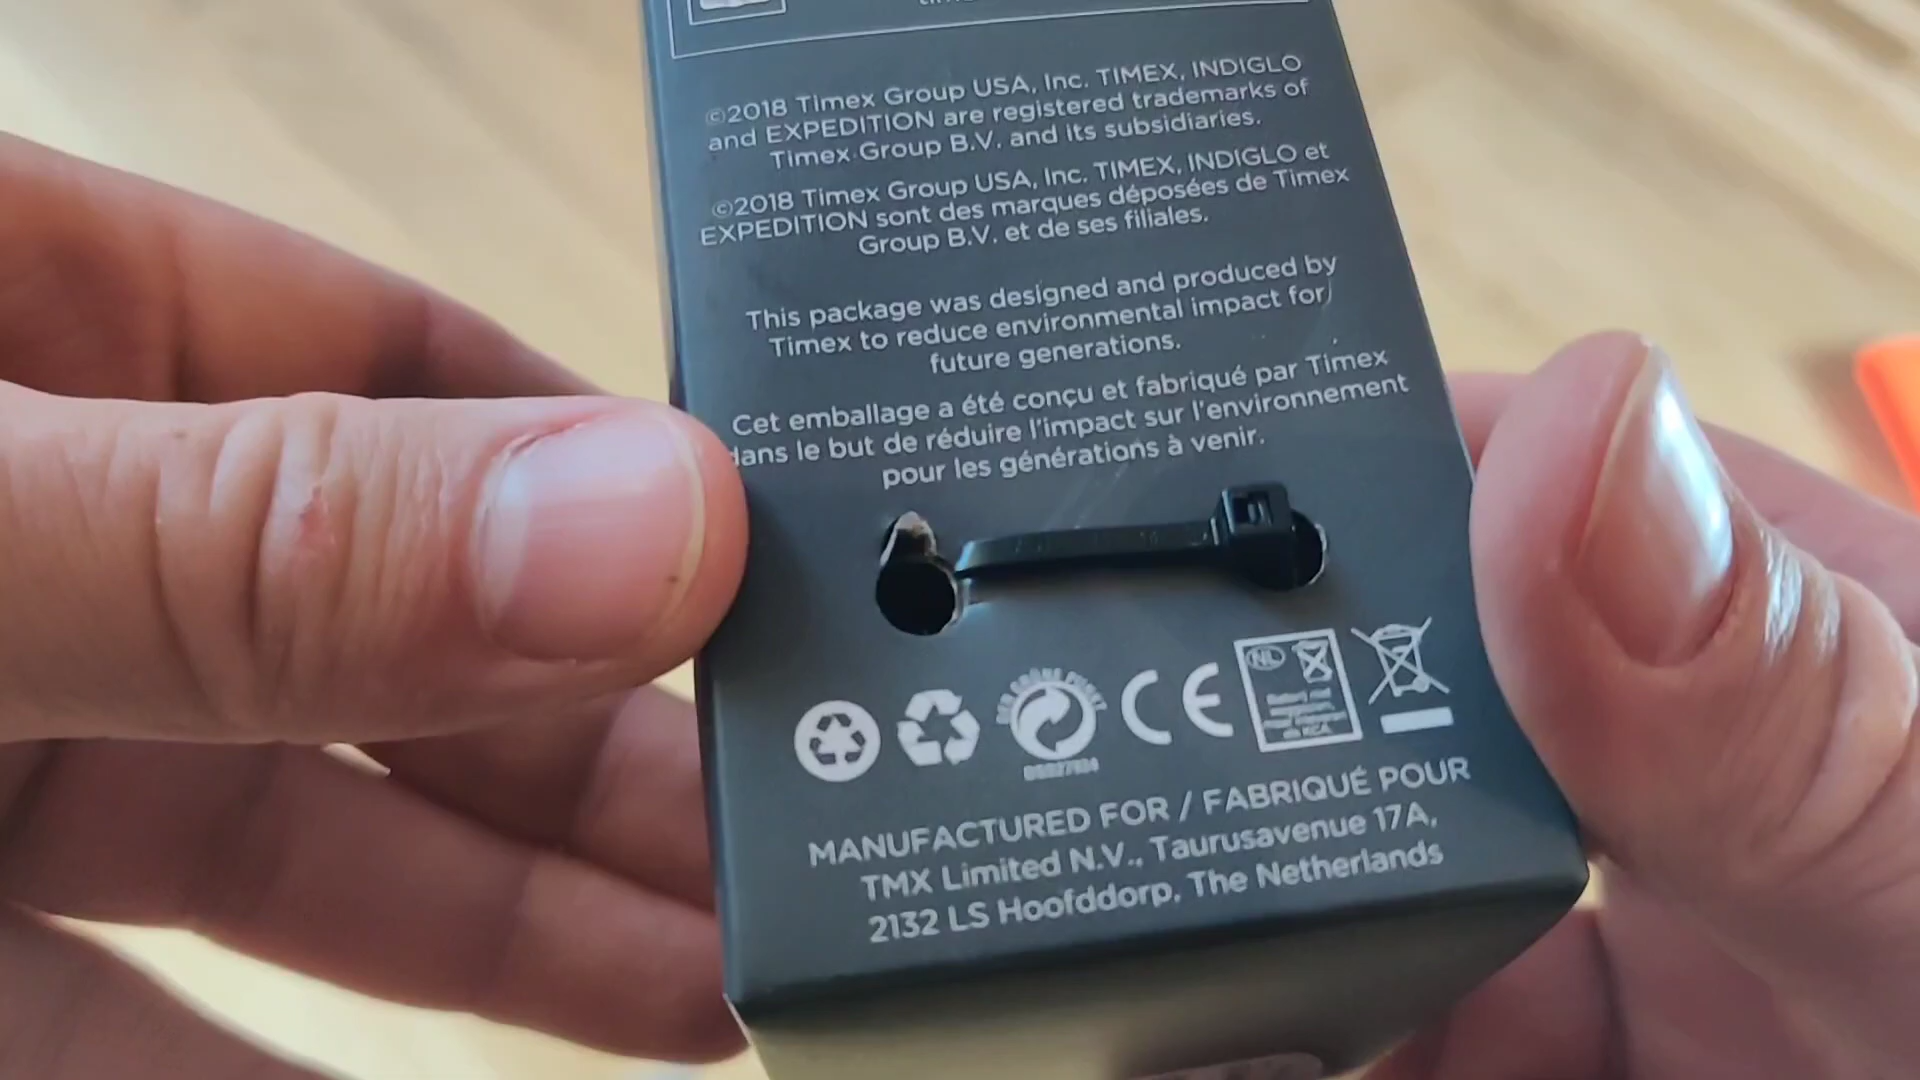 ©2018 Timex Group USA, Inc. TIMEX, INDIGLO
and EXPEDITION are registered trademarks of
Timex Group B.V. and its subsidiaries.
©2018 Timex Group USA, Inc. TIMEX, INDIGLO et
EXPEDITION sont des marques déposées de Timex
Group B.V. et de ses filiales.
This package was designed and produced by
Timex to reduce environmental impact for
future generations.
Cet emballage a été conçu et fabriqué par Timex
dans le but de réduire l'impact sur l'environnement
pour les générations à venir.
DER GRÜNE PUNKT
CE
NL
MANUFACTURED FOR / FABRIQUÉ POUR
TMX Limited N.V., Taurusavenue 17A,
2132 LS Hoofddorp, The Netherlands